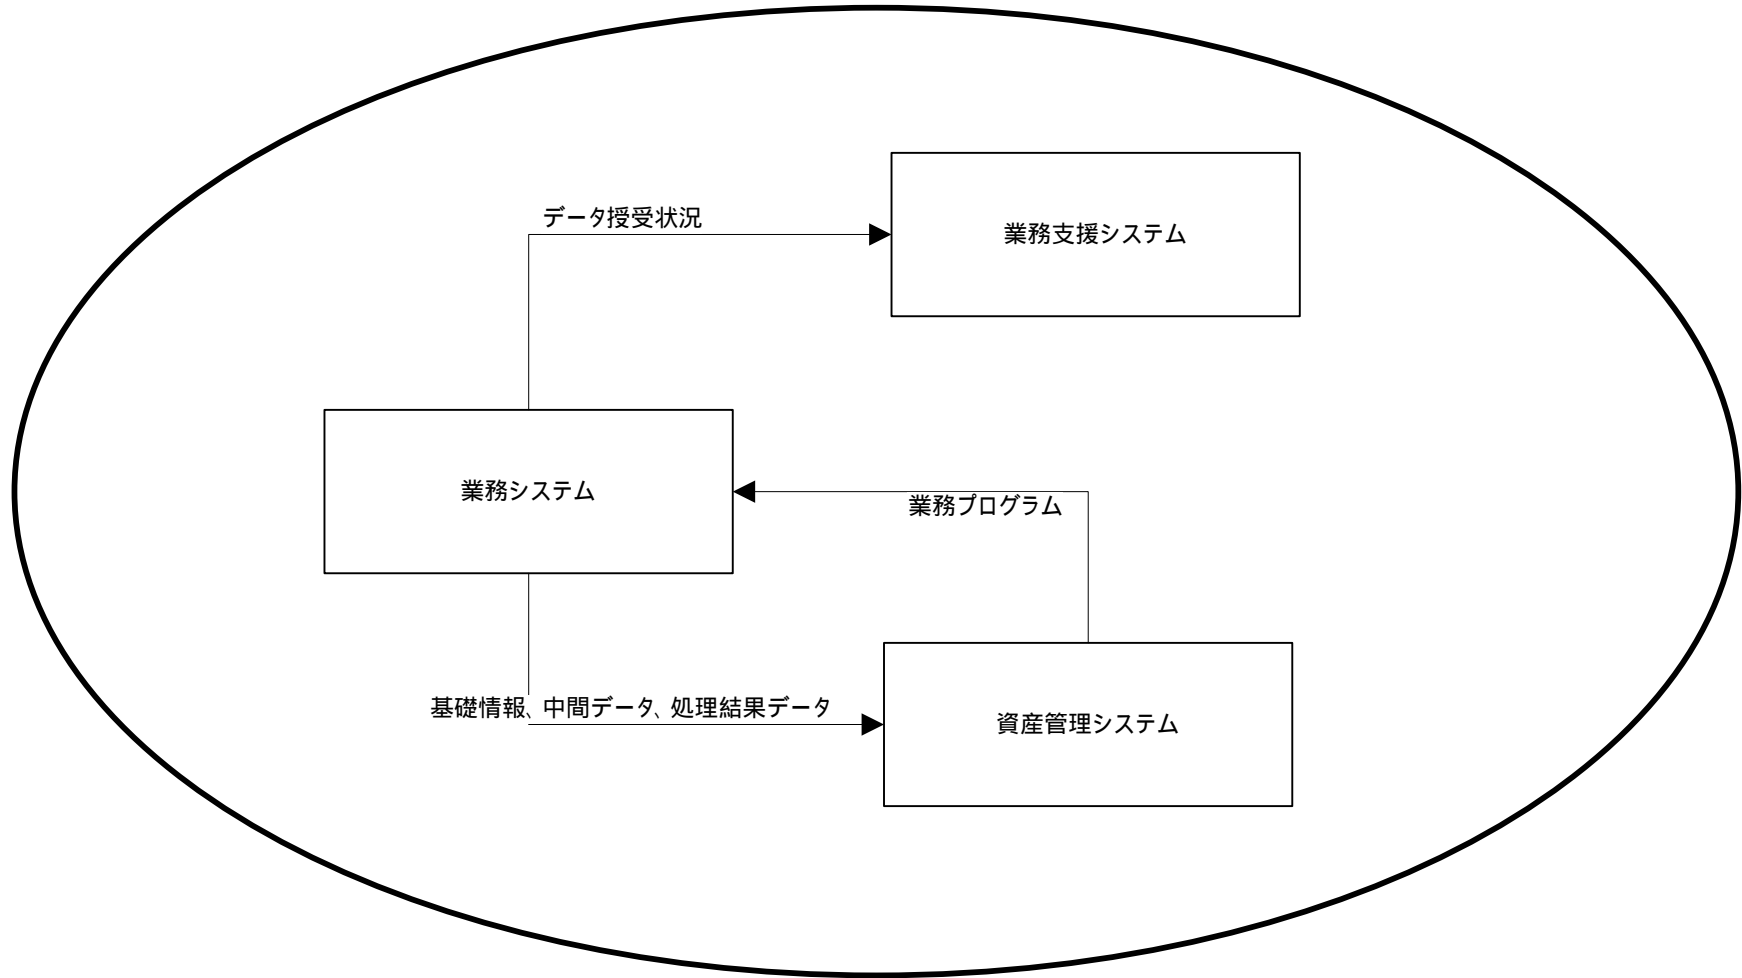 データ授受状況
業務支援システム
業務システム
業務プログラム
基礎情報、中間データ、処理結果データ
資産管理システム